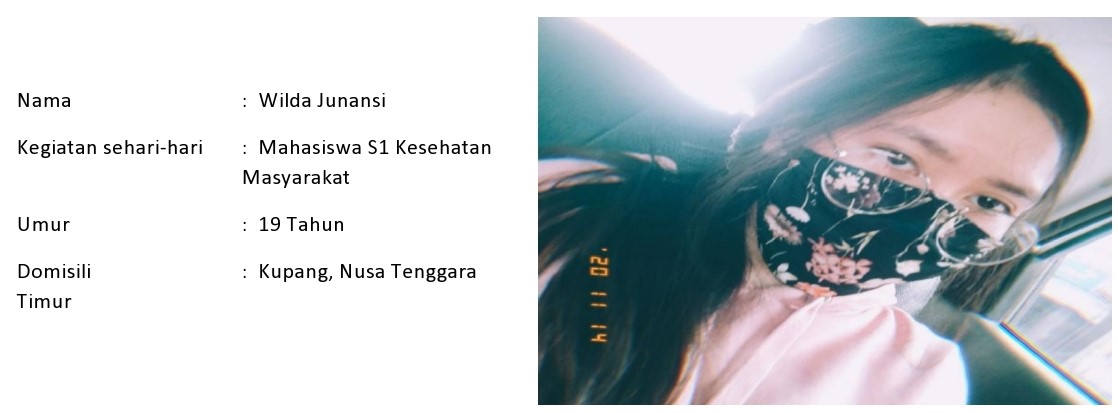 Nama : Wilda Junansi
Kegiatan sehari-hari : Mahasiswa S1 Kesehatan
Masyarakat
Umur : 19 Tahun
Domisili : Kupang, Nusa Tenggara
Timur
'20 11 14